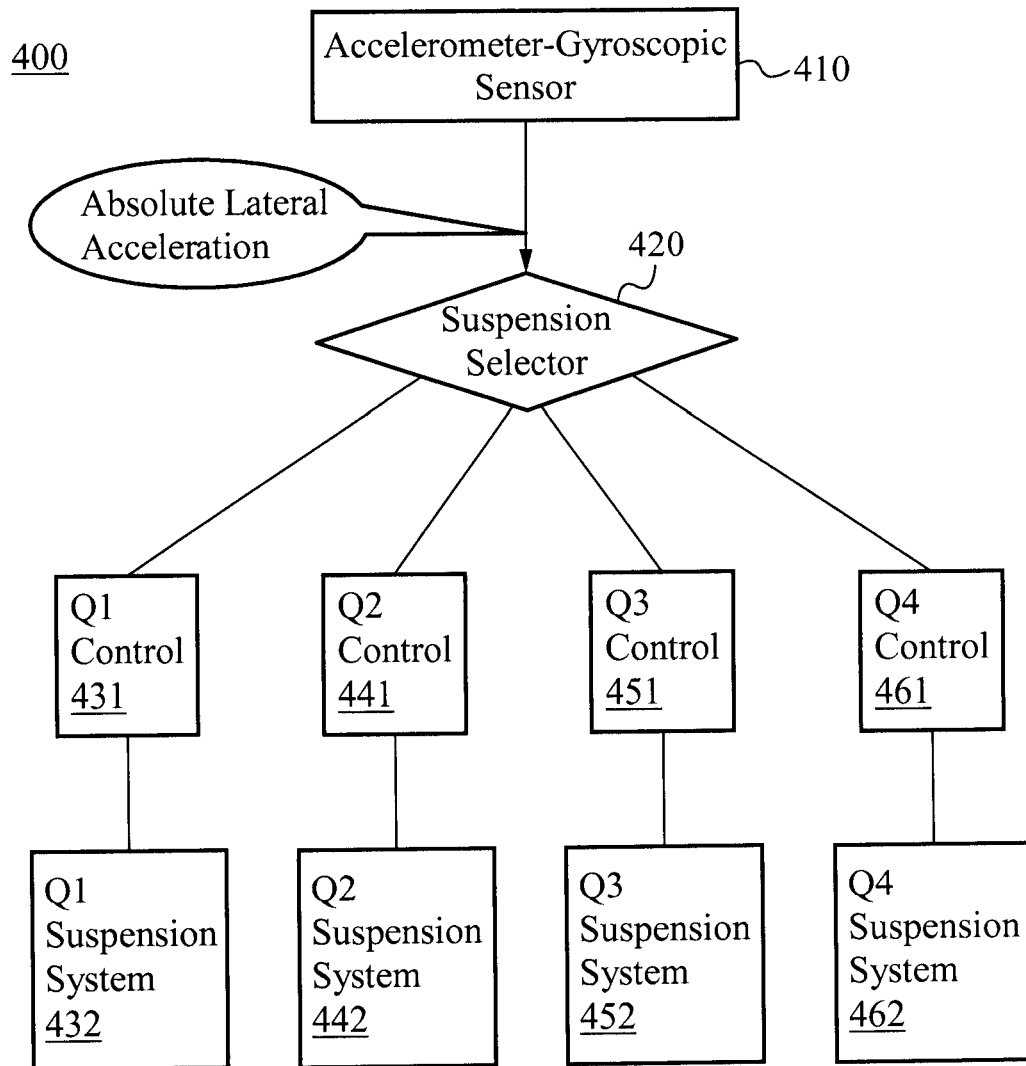 400
Accelerometer-Gyroscopic
Sensor
410
Absolute Lateral
Acceleration
420
Suspension
Selector
Q1
Control
431
Q2
Control
441
Q3
Control
451
Q4
Control
461
Q1
Suspension
System
432
Q2
Suspension
System
442
Q3
Suspension
System
452
Q4
Suspension
System
462